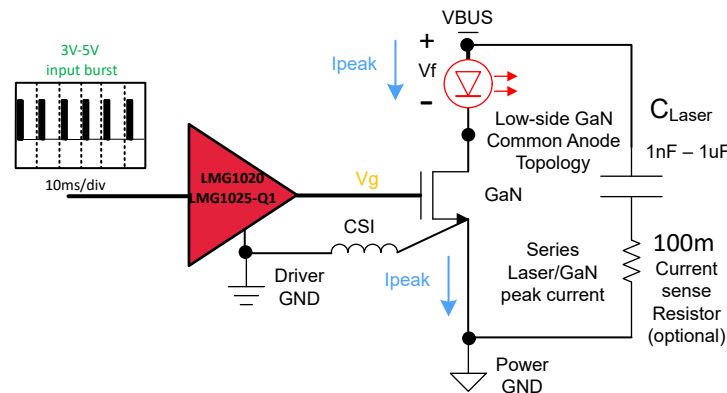 3V-5V
input burst
10ms/div
LMG1020
LMG1025-Q1
Vg
CSI
Driver
GND
Ipeak
VBUS
+
Vf
-
Ipeak
Low-side GaN
Common Anode
Topology
GaN
Series
Laser/GaN
peak current
Power
GND
CLaser
1nF – 1uF
100m
Current
sense
Resistor
(optional)